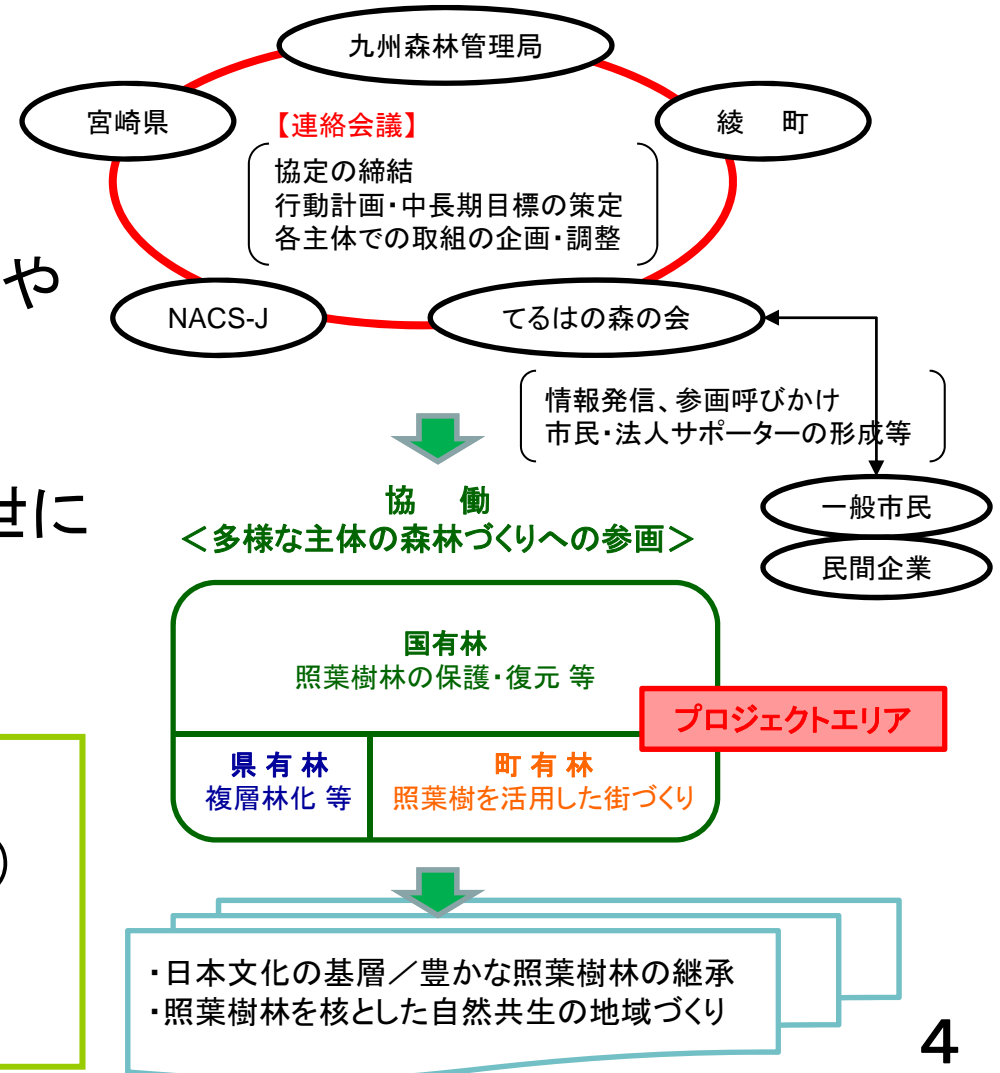 九州森林管理局
宮崎県
綾　町
【連絡会議】
協定の締結
行動計画・中長期目標の策定
各主体での取組の企画・調整
や
NACS-J
てるはの森の会
情報発信、参画呼びかけ
市民・法人サポーターの形成等
世に
協　働
＜多様な主体の森林づくりへの参画＞
一般市民
民間企業
国有林
照葉樹林の保護・復元 等
プロジェクトエリア
県 有 林
複層林化 等
町 有 林
照葉樹を活用した街づくり
）
・日本文化の基層／豊かな照葉樹林の継承
・照葉樹林を核とした自然共生の地域づくり
4